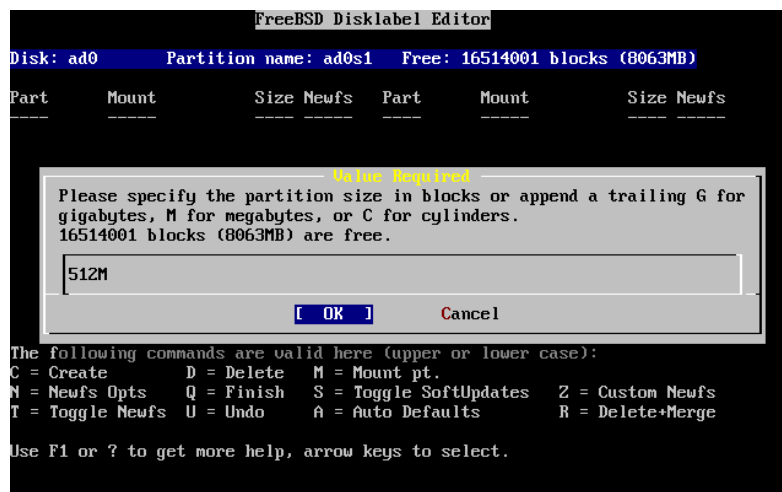 FreeBSD Disklabel Editor
Disk: ad0 Partition name: ad0s1 Free: 16514001 blocks (8063MB)
Part Mount Size Newfs Part Mount Size Newfs
---- ----- ---- ----- ---- ----- ---- -----
Value Required
Please specify the partition size in blocks or append a trailing G for
gigabytes, M for megabytes, or C for cylinders.
16514001 blocks (8063MB) are free.
512M
[ OK ] Cancel
The following commands are valid here (upper or lower case):
C = Create D = Delete M = Mount pt.
N = Newfs Opts Q = Finish S = Toggle SoftUpdates Z = Custom Newfs
T = Toggle Newfs U = Undo A = Auto Defaults R = Delete+Merge
Use F1 or ? to get more help, arrow keys to select.